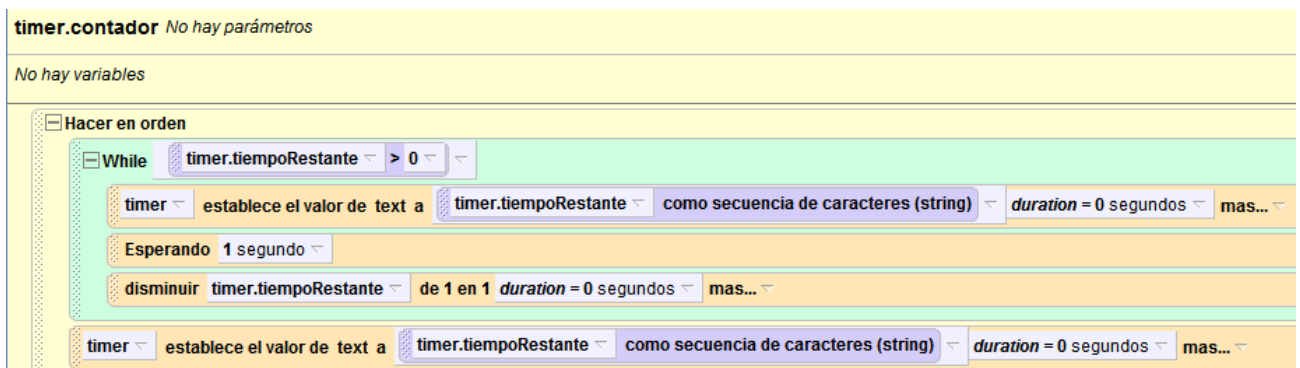 timer.contador No hay parámetros
No hay variables
Hacer en orden
While timer.tiempoRestante > 0
timer establece el valor de text a timer.tiempoRestante como secuencia de caracteres (string) duration = 0 segundos mas...
Esperando 1 segundo
disminuir timer.tiempoRestante de 1 en 1 duration = 0 segundos mas...
timer establece el valor de text a timer.tiempoRestante como secuencia de caracteres (string) duration = 0 segundos mas...